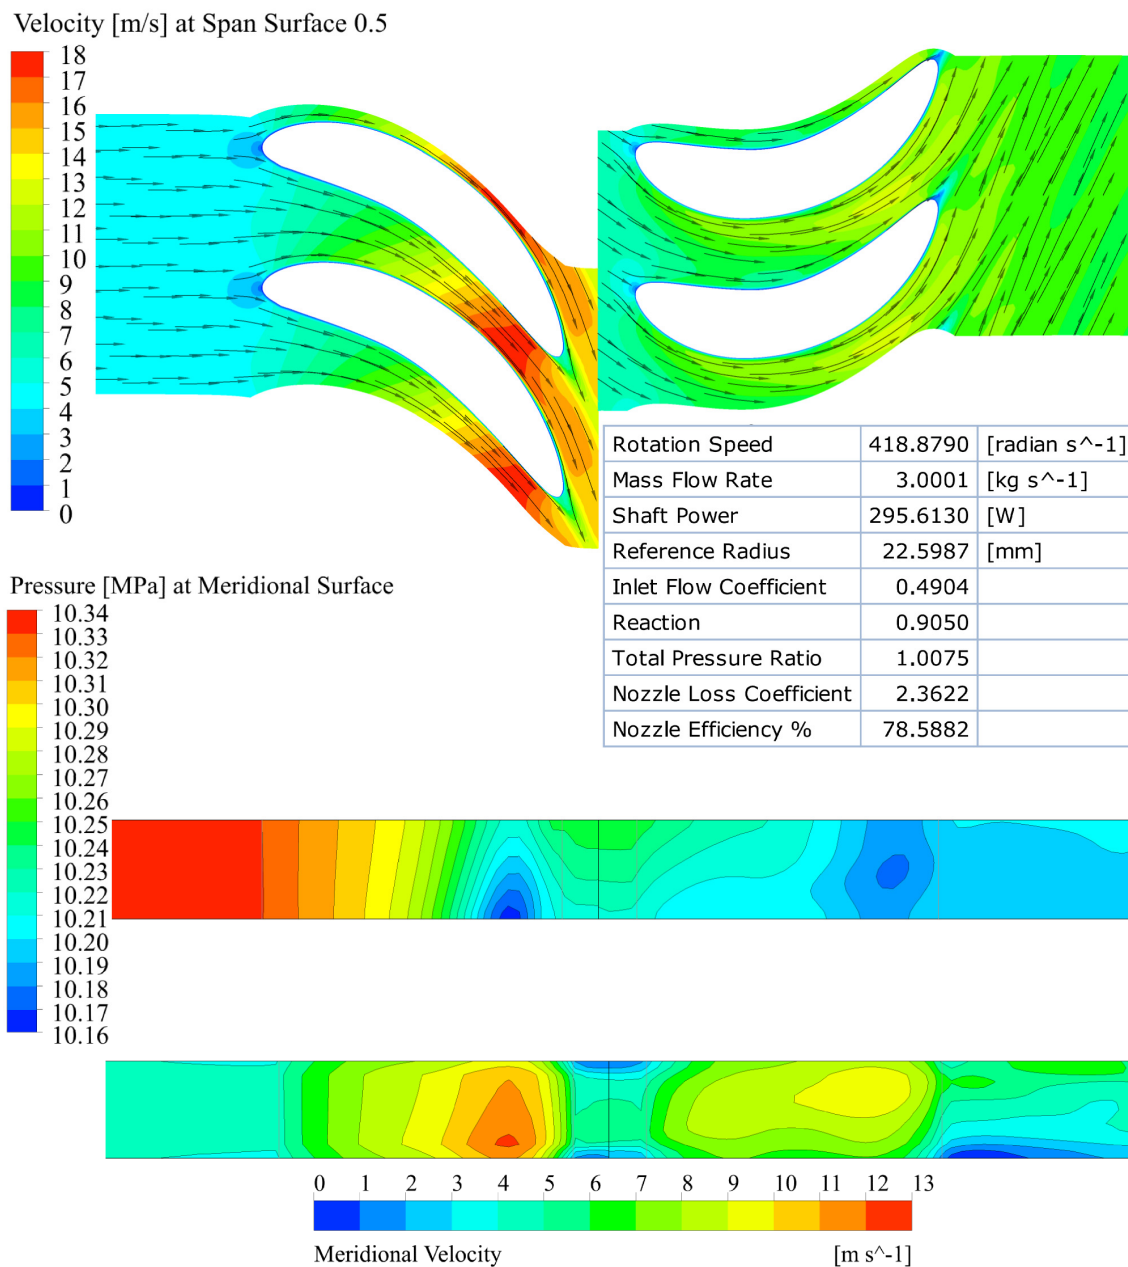 Velocity [m/s] at Span Surface 0.5
18
17
16
15
14
13
12
11
10
9
8
7
6
5
4
3
2
1
0
Rotation Speed 418.8790 [radian s^-1]
Mass Flow Rate 3.0001 [kg s^-1]
Shaft Power 295.6130 [W]
Reference Radius 22.5987 [mm]
Inlet Flow Coefficient 0.4904
Reaction 0.9050
Total Pressure Ratio 1.0075
Nozzle Loss Coefficient 2.3622
Nozzle Efficiency % 78.5882
Pressure [MPa] at Meridional Surface
10.34
10.33
10.32
10.31
10.30
10.29
10.28
10.27
10.26
10.25
10.24
10.23
10.22
10.21
10.20
10.19
10.18
10.17
10.16
0 1 2 3 4 5 6 7 8 9 10 11 12 13
Meridional Velocity [m s^-1]